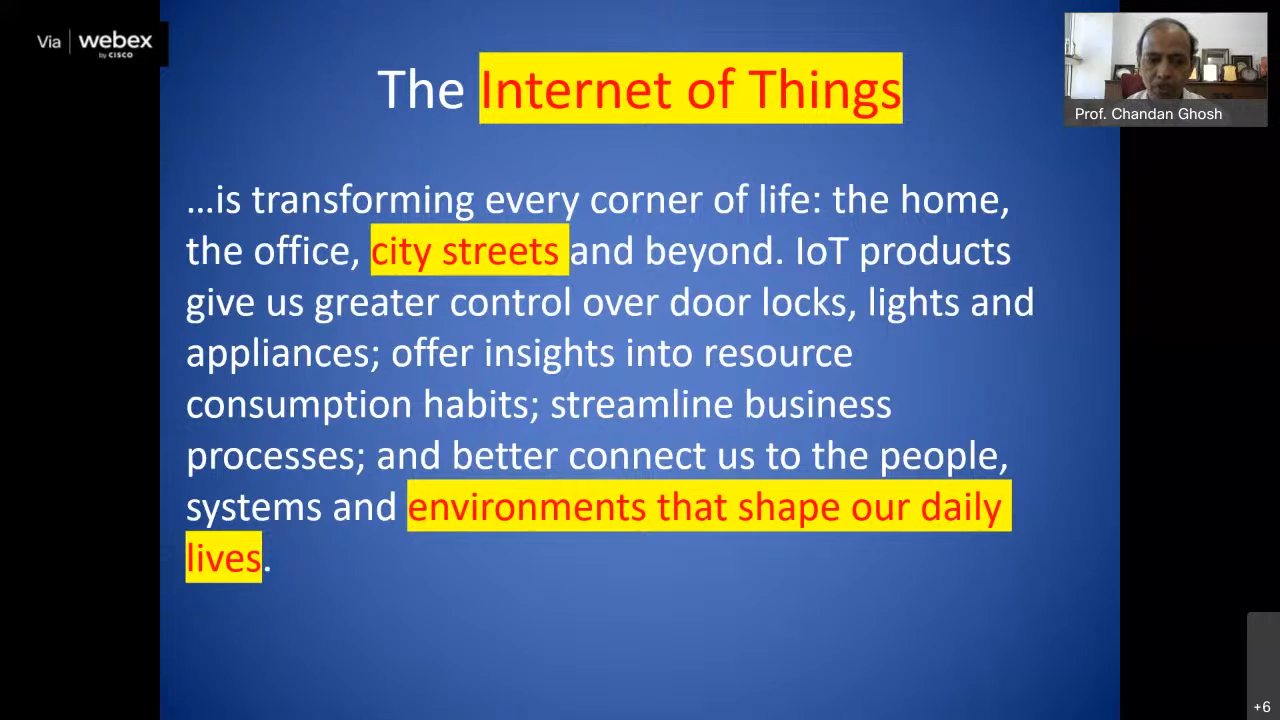 Via webex
by CISCO
The Internet of Things
Prof. Chandan Ghosh
...is transforming every corner of life: the home,
the office, city streets and beyond. IoT products
give us greater control over door locks, lights and
appliances; offer insights into resource
consumption habits; streamline business
processes; and better connect us to the people,
systems and environments that shape our daily
lives.
+6